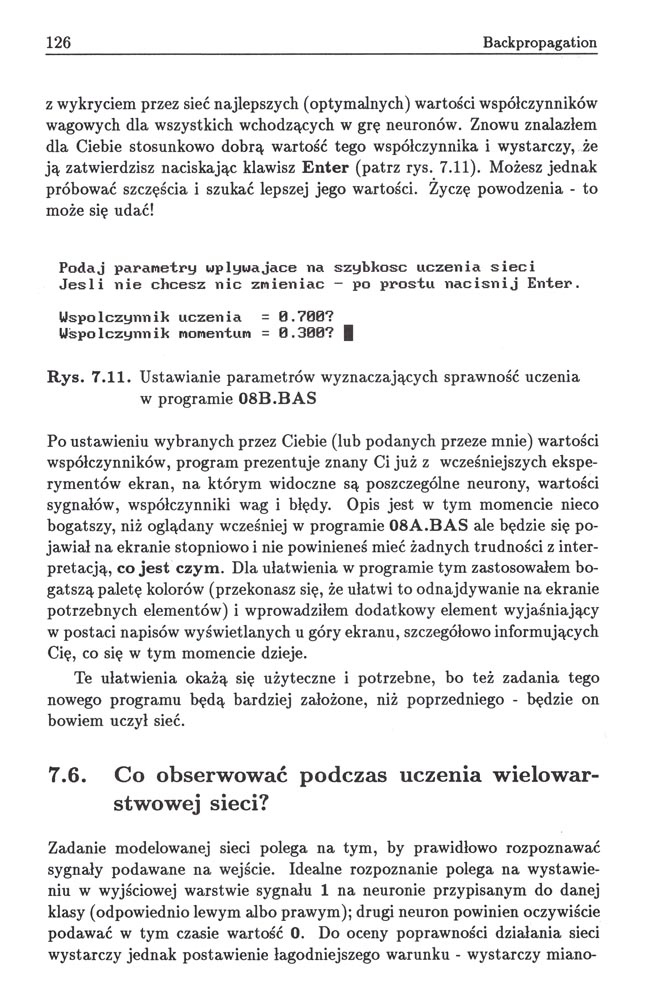 126 Backpropagation
z wykryciem przez sieć najlepszych (optymalnych) wartości współczynników
wagowych dla wszystkich wchodzących w grę neuronów. Znowu znalazłem
dla Ciebie stosunkowo dobrą wartość tego współczynnika i wystarczy, że
ją zatwierdzisz naciskając klawisz Enter (patrz rys. 7.11). Możesz jednak
próbować szczęścia i szukać lepszej jego wartości. Życzę powodzenia - to
może się udać!
Podaj parametry wplywajace na szybkosc uczenia sieci
Jesli nie chcesz nic zmieniac - po prostu nacisnij Enter.
Wspolczynnik uczenia = 0.700?
Wspolczynnik momentum = 0.300?
Rys. 7.11. Ustawianie parametrów wyznaczających sprawność uczenia
w programie 08B.BAS
Po ustawieniu wybranych przez Ciebie (lub podanych przeze mnie) wartości
współczynników, program prezentuje znany Ci już z wcześniejszych ekspe-
rymentów ekran, na którym widoczne są poszczególne neurony, wartości
sygnałów, współczynniki wag i błędy. Opis jest w tym momencie nieco
bogatszy, niż oglądany wcześniej w programie 08A.BAS ale będzie się po-
jawiał na ekranie stopniowo i nie powinieneś mieć żadnych trudności z inter-
pretacją, co jest czym. Dla ułatwienia w programie tym zastosowałem bo-
gatszą paletę kolorów (przekonasz się, że ułatwi to odnajdywanie na ekranie
potrzebnych elementów) i wprowadziłem dodatkowy element wyjaśniający
w postaci napisów wyświetlanych u góry ekranu, szczegółowo informujących
Cię, co się w tym momencie dzieje.
Te ułatwienia okażą się użyteczne i potrzebne, bo też zadania tego
nowego programu będą bardziej założone, niż poprzedniego - będzie on
bowiem uczył sieć.
7.6. Co obserwować podczas uczenia wielowar-
stwowej sieci?
Zadanie modelowanej sieci polega na tym, by prawidłowo rozpoznawać
sygnały podawane na wejście. Idealne rozpoznanie polega na wystawie-
niu w wyjściowej warstwie sygnału 1 na neuronie przypisanym do danej
klasy (odpowiednio lewym albo prawym); drugi neuron powinien oczywiście
podawać w tym czasie wartość 0. Do oceny poprawności działania sieci
wystarczy jednak postawienie łagodniejszego warunku - wystarczy miano-